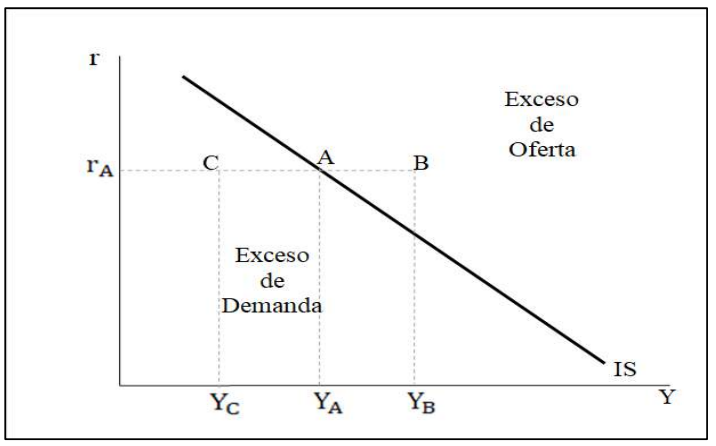 r
Exceso
de
Oferta
r_A
C
A
B
Exceso
de
Demanda
IS
Y_C
Y_A
Y_B
Y